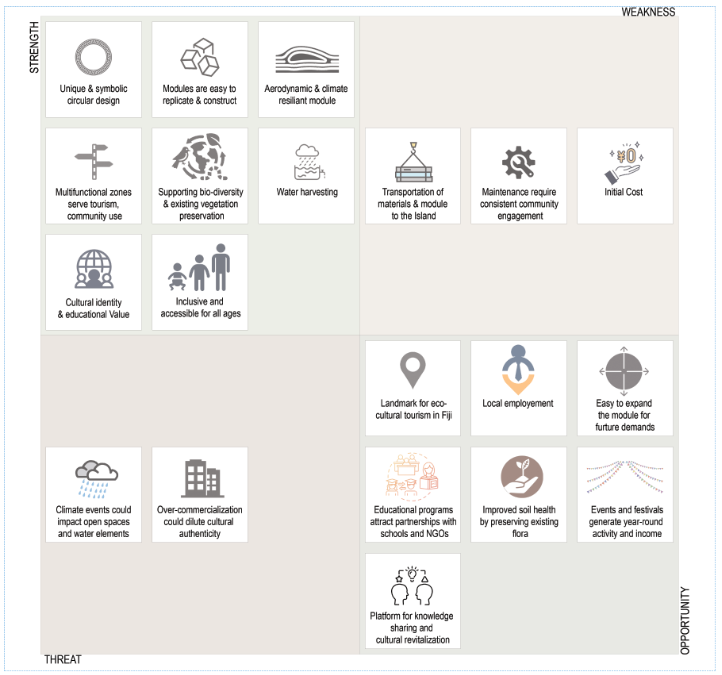 WEAKNESS
STRENGTH
Unique & symbolic
circular design
Modules are easy to
replicate & construct
Aerodynamic & climate
resiliant module
Multifunctional zones
serve tourism,
community use
Supporting bio-diversity
& existing vegetation
preservation
Water harvesting
Transportation of
materials & module
to the Island
Maintenance require
consistent community
engagement
¥0
Initial Cost
Cultural identity
& educational Value
Inclusive and
accessible for all ages
Landmark for eco-
cultural tourism in Fiji
Local employement
Easy to expand
the module for
furture demands
Climate events could
impact open spaces
and water elements
Over-commercialization
could dilute cultural
authenticity
Educational programs
attract partnerships with
schools and NGOs
Improved soil health
by preserving existing
flora
Events and festivals
generate year-round
activity and income
Platform for knowledge
sharing and
cultural revitalization
OPPORTUNITY
THREAT